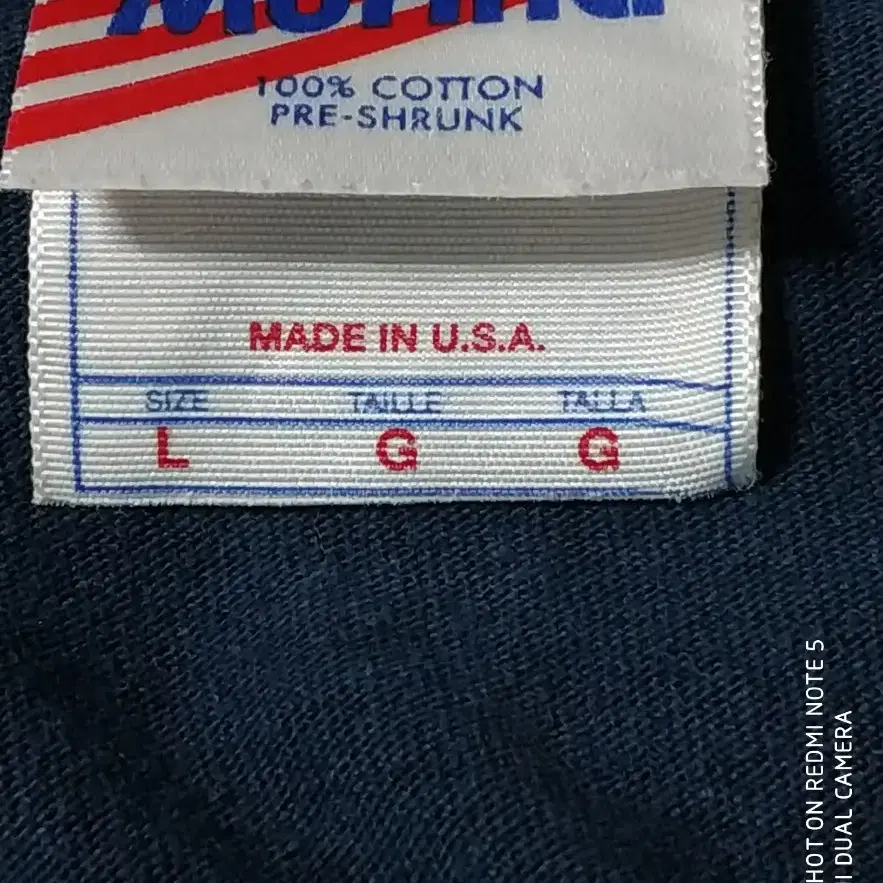 100% COTTON
PRE-SHRUNK
MADE IN U.S.A.
SIZE TAILLE TALLA
L G G
HOT ON REDMI NOTE 5
I DUAL CAMERA